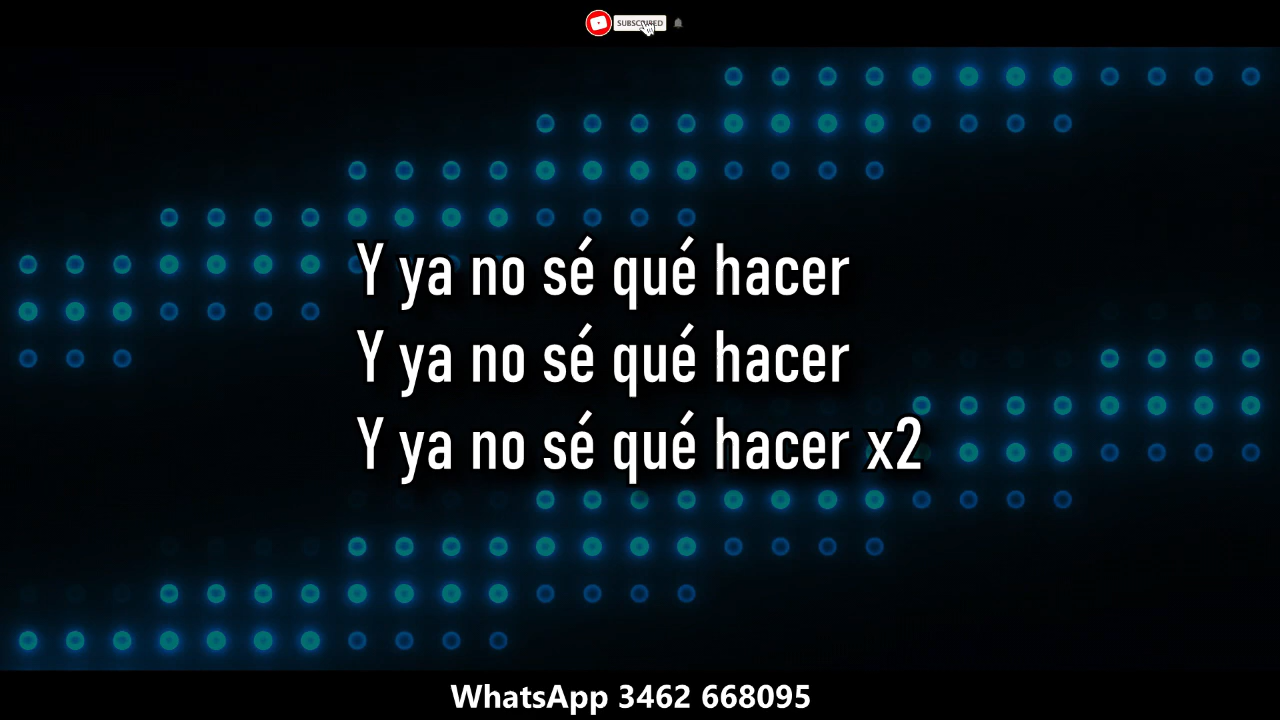 SUBSCRIBED
Y ya no sé qué hacer
Y ya no sé qué hacer
Y ya no sé qué hacer x2
WhatsApp 3462 668095